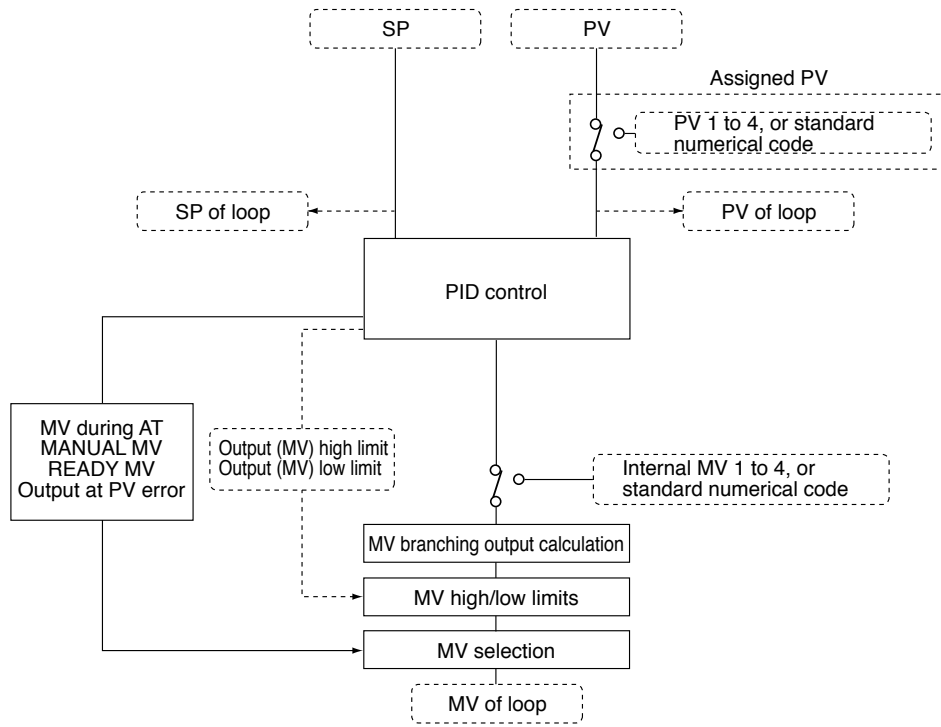 SP
PV
Assigned PV
PV 1 to 4, or standard
numerical code
SP of loop
PV of loop
PID control
MV during AT
MANUAL MV
READY MV
Output at PV error
Output (MV) high limit
Output (MV) low limit
Internal MV 1 to 4, or
standard numerical code
MV branching output calculation
MV high/low limits
MV selection
MV of loop